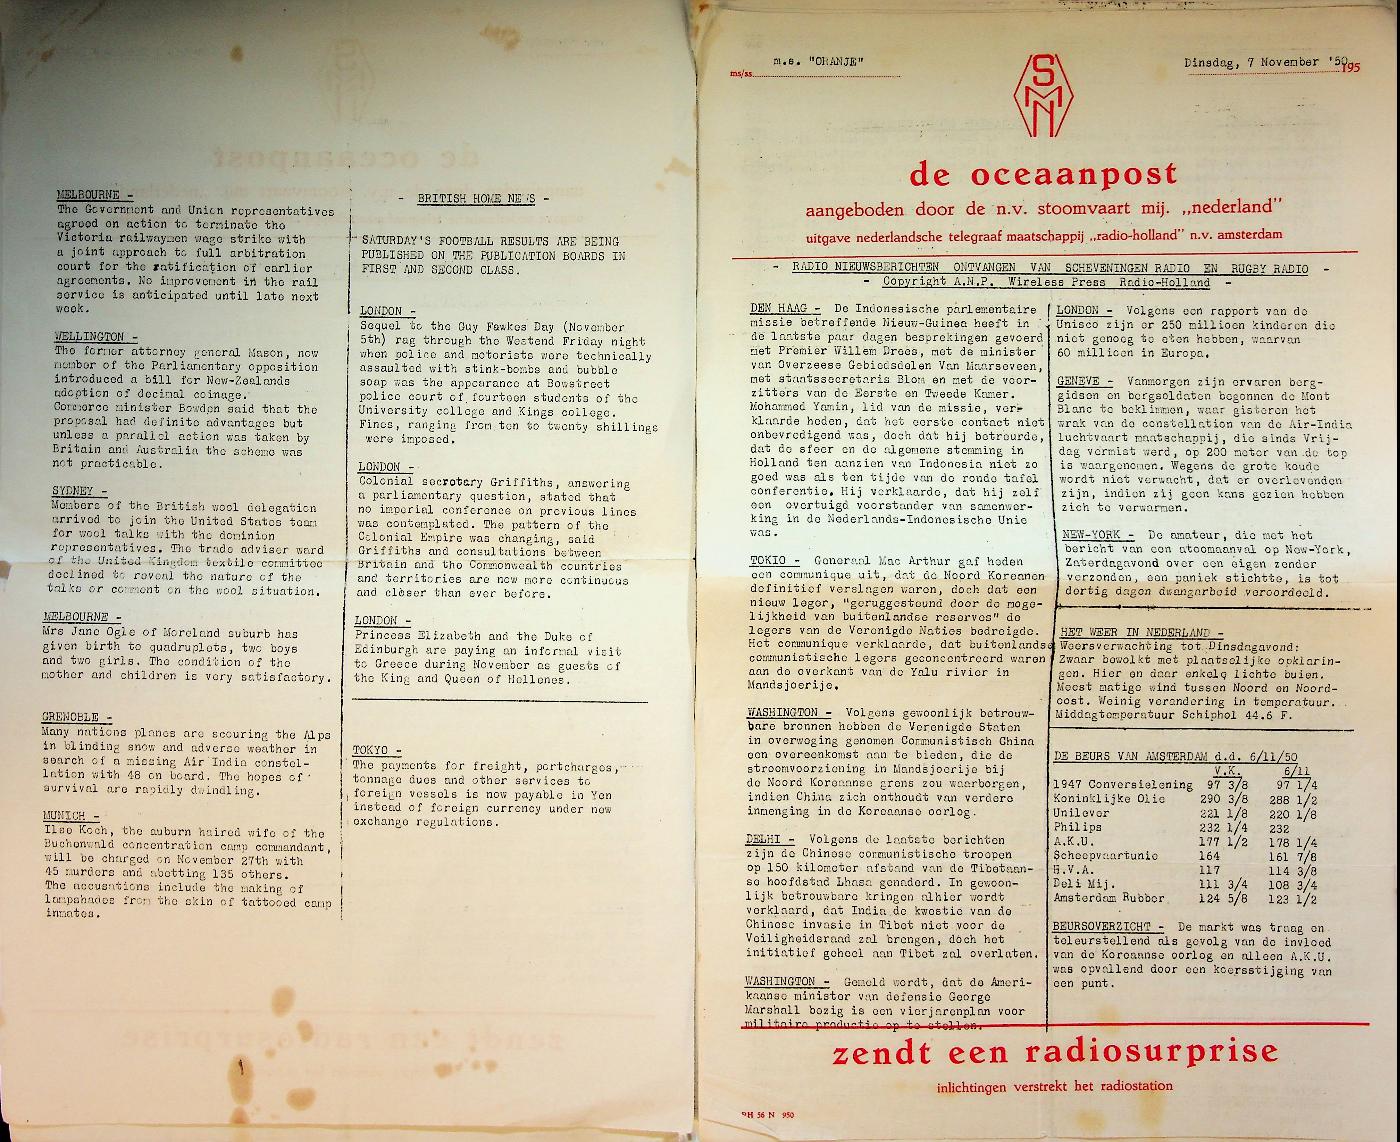 MELBOURNE -
The Government and Union representatives
agreed on action to terminate the
Victoria railwaymen wage strike with
a joint approach to full arbitration
court for the ratification of earlier
agreements. No improvement in the rail
service is anticipated until late next
week.
WELLINGTON -
The former attorney general Mason, now
member of the Parliamentary opposition
introduced a bill for New-Zealands
adoption of decimal coinage.
Commerce minister Bowden said that the
proposal had definite advantages but
unless a parallel action was taken by
Britain and Australia the scheme was
not practicable.
SYDNEY -
Members of the British wool delegation
arrived to join the United States team
for wool talks with the dominion
representatives. The trade adviser ward
of the United Kingdom textile committee
declined to reveal the nature of the
talks or comment on the wool situation.
MELBOURNE -
Mrs Jane Ogle of Moreland suburb has
given birth to quadruplets, two boys
and two girls. The condition of the
mother and children is very satisfactory.
GRENOBLE -
Many nations planes are scouring the Alps
in blinding snow and adverse weather in
search of a missing Air India constel-
lation with 48 on board. The hopes of
survival are rapidly dwindling.
MUNICH -
Ilse Koch, the auburn haired wife of the
Buchenwald concentration camp commandant,
will be charged on November 27th with
45 murders and abetting 135 others.
The accusations include the making of
lampshades from the skin of tattooed camp
inmates.
- BRITISH HOME NEWS -
SATURDAY'S FOOTBALL RESULTS ARE BEING
PUBLISHED ON THE PUBLICATION BOARDS IN
FIRST AND SECOND CLASS.
LONDON -
Sequel to the Guy Fawkes Day (November
5th) rag through the Westend Friday night
when police and motorists were technically
assaulted with stink-bombs and bubble
soap was the appearance at Bowstreet
police court of fourteen students of the
University college and Kings college.
Fines, ranging from ten to twenty shillings
were imposed.
LONDON -
Colonial secretary Griffiths, answering
a parliamentary question, stated that
no imperial conference on previous lines
was contemplated. The pattern of the
Colonial Empire was changing, said
Griffiths and consultations between
Britain and the Commonwealth countries
and territories are now more continuous
and closer than ever before.
LONDON -
Princess Elizabeth and the Duke of
Edinburgh are paying an informal visit
to Greece during November as guests of
the King and Queen of Hellenes.
TOKYO -
The payments for freight, portcharges,
tonnage dues and other services to
foreign vessels is now payable in Yen
instead of foreign currency under new
exchange regulations.
ms/ss m.s. "ORANJE"
SMN
Dinsdag, 7 November '50 195
de oceaanpost
aangeboden door de n.v. stoomvaart mij. „nederland”
uitgave nederlandsche telegraaf maatschappij „radio-holland” n.v. amsterdam
- RADIO NIEUWSBERICHTEN ONTVANGEN VAN SCHEVENINGEN RADIO EN RUGBY RADIO -
- Copyright A.N.P. Wireless Press Radio-Holland -
DEN HAAG - De Indonesische parlementaire
missie betreffende Nieuw-Guinea heeft in
de laatste paar dagen besprekingen gevoerd
met Premier Willem Drees, met de minister
van Overzeese Gebiedsdelen Van Maarseveen,
met staatssecretaris Blom en met de voor-
zitters van de Eerste en Tweede Kamer.
Mohammed Yamin, lid van de missie, ver-
klaarde heden, dat het eerste contact niet
onbevredigend was, doch dat hij betreurde,
dat de sfeer en de algemene stemming in
Holland ten aanzien van Indonesia niet zo
goed was als ten tijde van de ronde tafel
conferentie. Hij verklaarde, dat hij zelf
een overtuigd voorstander van samenwer-
king in de Nederlands-Indonesische Unie
was.
TOKIO - Generaal Mac Arthur gaf heden
een communique uit, dat de Noord Koreanen
definitief verslagen waren, doch dat een
nieuw leger, "geruggesteund door de moge-
lijkheid van buitenlandse reserves" de
legers van de Verenigde Naties bedreigde.
Het communique verklaarde, dat buitenlandse
communistische legers geconcentreerd waren
aan de overkant van de Yalu rivier in
Mandsjoerije.
WASHINGTON - Volgens gewoonlijk betrouw-
bare bronnen hebben de Verenigde Staten
in overweging genomen Communistisch China
een overeenkomst aan te bieden, die de
stroomvoorziening in Mandsjoerije bij
de Noord Koreaanse grens zou waarborgen,
indien China zich onthoudt van verdere
inmenging in de Koreaanse oorlog.
DELHI - Volgens de laatste berichten
zijn de Chinese communistische troepen
op 150 kilometer afstand van de Tibetaan-
se hoofdstad Lhasa genaderd. In gewoon-
lijk betrouwbare kringen alhier wordt
verklaard, dat India de kwestie van de
Chinese invasie in Tibet niet voor de
Veiligheidsraad zal brengen, doch het
initiatief geheel aan Tibet zal overlaten.
WASHINGTON - Gemeld wordt, dat de Ameri-
kaanse minister van defensie George
Marshall bezig is een vierjarenplan voor
militaire productie op te stellen.
LONDON - Volgens een rapport van de
Unisco zijn er 250 millioen kinderen die
niet genoeg te eten hebben, waarvan
60 millioen in Europa.
GENEVE - Vanmorgen zijn ervaren berg-
gidsen en bergsoldaten begonnen de Mont
Blanc te beklimmen, waar gisteren het
wrak van de constellation van de Air-India
luchtvaart maatschappij, die sinds Vrij-
dag vermist werd, op 200 meter van de top
is waargenomen. Wegens de grote koude
wordt niet verwacht, dat er overlevenden
zijn, indien zij geen kans gezien hebben
zich te verwarmen.
NEW-YORK - De amateur, die met het
bericht van een atoomaanval op New-York,
Zaterdagavond over een eigen zender
verzonden, een paniek stichtte, is tot
dertig dagen dwangarbeid veroordeeld.
HET WEER IN NEDERLAND -
Weersverwachting tot Dinsdagavond:
Zwaar bewolkt met plaatselijke opklarin-
gen. Hier en daar enkele lichte buien.
Meest matige wind tussen Noord en Noord-
oost. Weinig verandering in temperatuur.
Middagtemperatuur Schiphol 44.6 F.
DE BEURS VAN AMSTERDAM d.d. 6/11/50
V.K. 6/11
1947 Conversielening 97 3/8 97 1/4
Koninklijke Olie 290 3/8 288 1/2
Unilever 221 1/8 220 1/8
Philips 232 1/4 232
A.K.U. 177 1/2 178 1/4
Scheepvaartunie 164 161 7/8
H.V.A. 117 114 3/8
Deli Mij. 111 3/4 108 3/4
Amsterdam Rubber 124 5/8 123 1/2
BEURSOVERZICHT - De markt was traag en
teleurstellend als gevolg van de invloed
van de Koreaanse oorlog en alleen A.K.U.
was opvallend door een koersstijging van
een punt.
zendt een radiosurprise
inlichtingen verstrekt het radiostation
RH 56 N 950